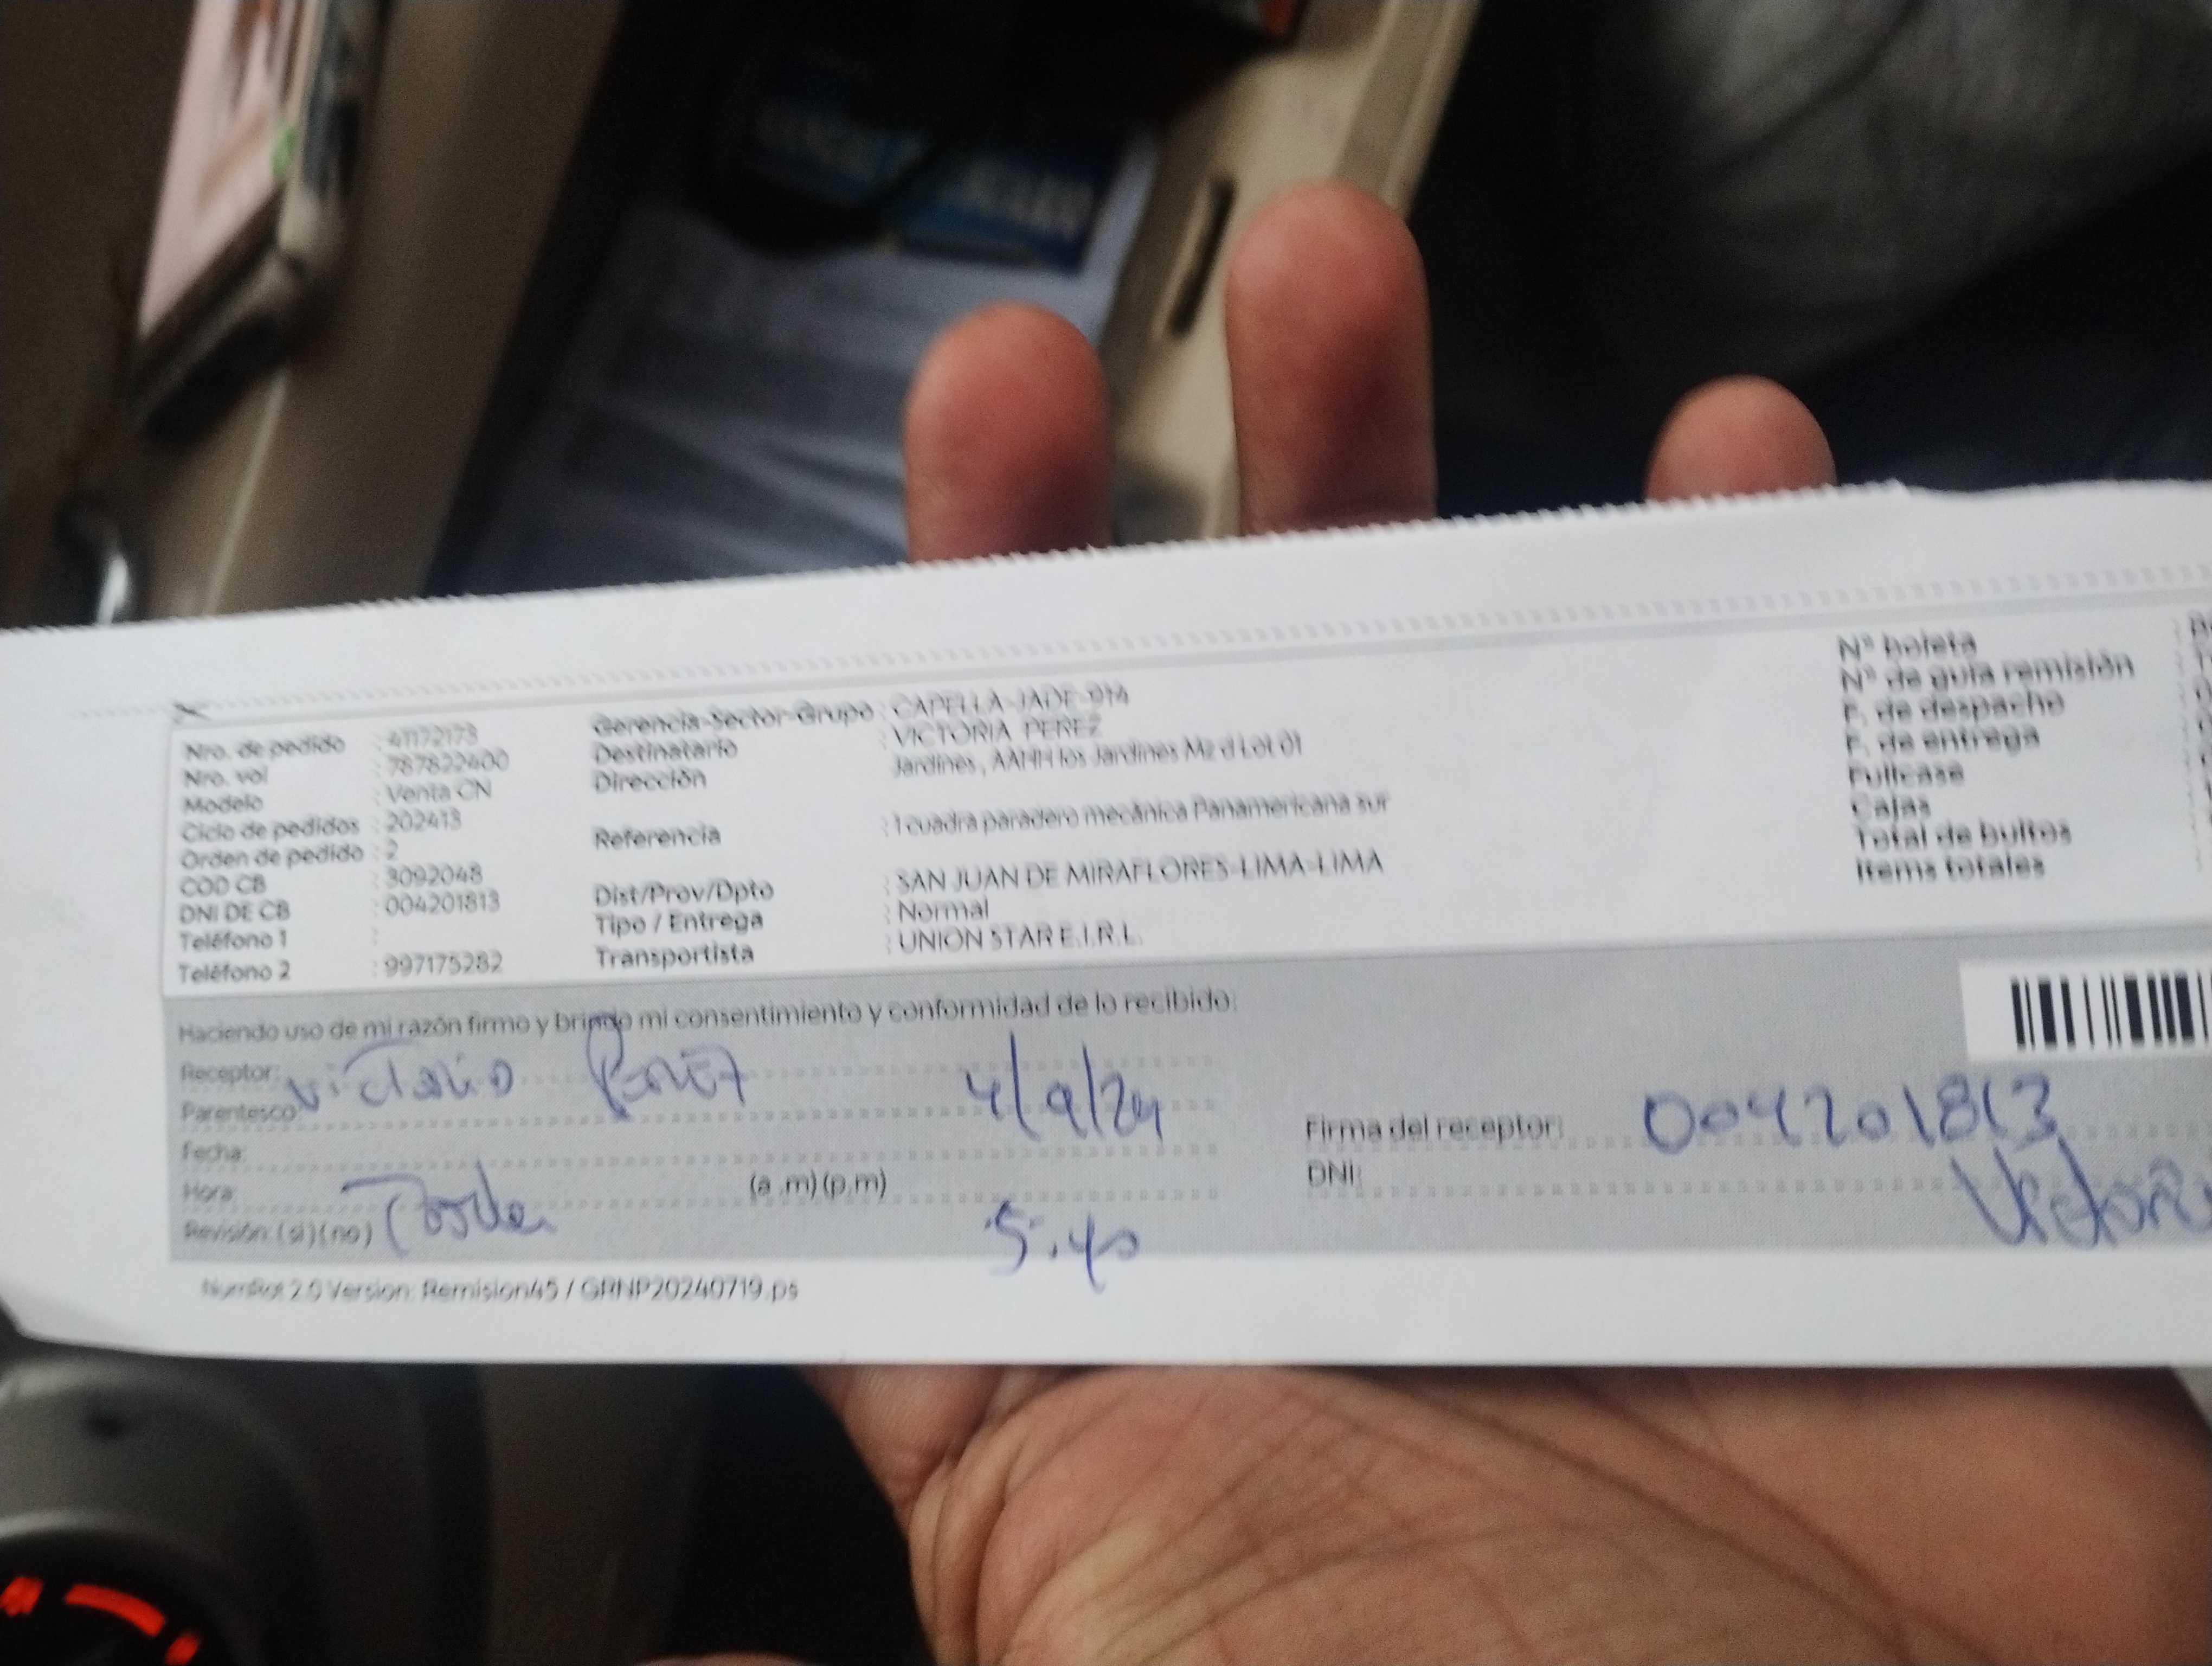 Nro. de pedido : 41172173
Nro. vol : 787822400
Modelo : Venta CN
Ciclo de pedidos : 202413
Orden de pedido : 2
COD CB : 3092048
DNI DE CB : 004201813
Teléfono 1 :
Teléfono 2 : 997175282
Gerencia-Sector-Grupo : CAPELLA-JADE-914
Destinatario : VICTORIA PEREZ
Dirección : Jardines , AAHH los Jardines Mz d Lot 01
Referencia : 1 cuadra paradero mecánica Panamericana sur
Dist/Prov/Dpto : SAN JUAN DE MIRAFLORES-LIMA-LIMA
Tipo / Entrega : Normal
Transportista : UNION STAR E.I.R.L.
N° boleta
N° de guía remisión
F. de despacho
F. de entrega
Fullcase
Cajas
Total de bultos
Items totales
Haciendo uso de mi razón firmo y brindo mi consentimiento y conformidad de lo recibido:
Receptor:
Parentesco:
4/9/24
Fecha:
Hora: (a .m) (p.m)
Revisión: ( si ) ( no )
5:40
Firma del receptor: 004201813
DNI:
NumRot 2.0 Version: Remision45 / GRNP20240719.ps